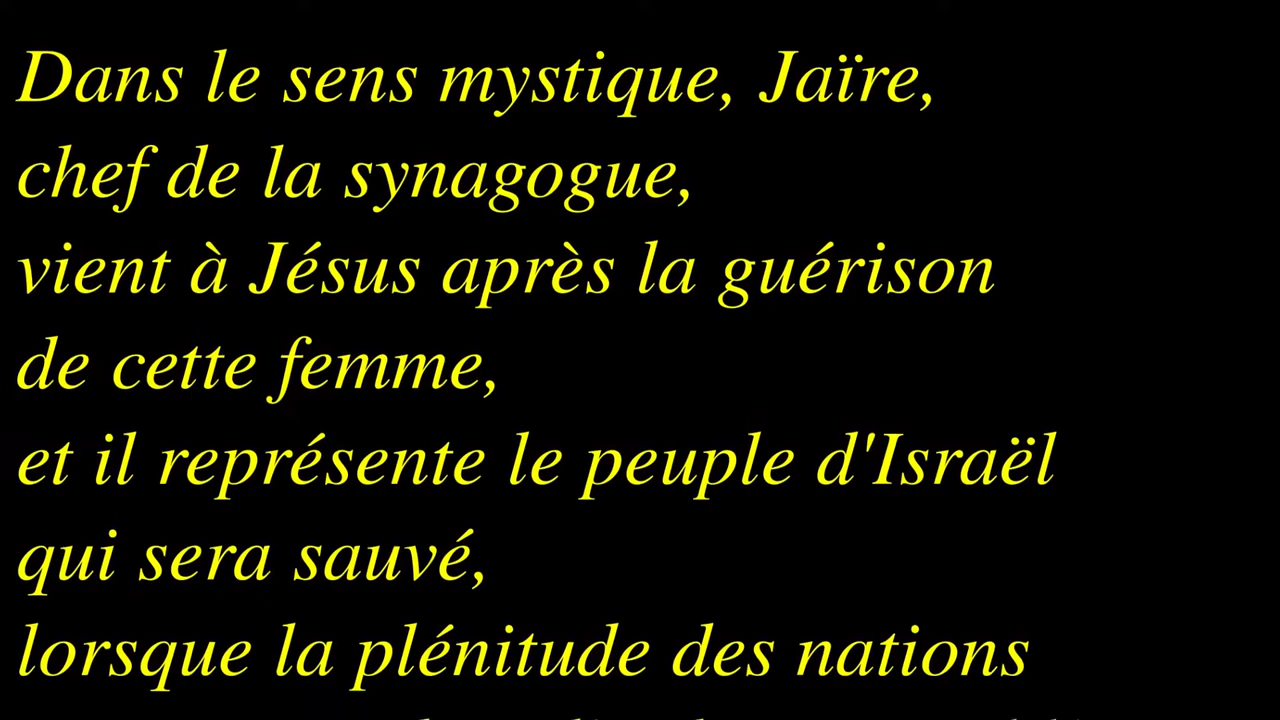 Dans le sens mystique, Jaïre,
chef de la synagogue,
vient à Jésus après la guérison
de cette femme,
et il représente le peuple d'Israël
qui sera sauvé,
lorsque la plénitude des nations